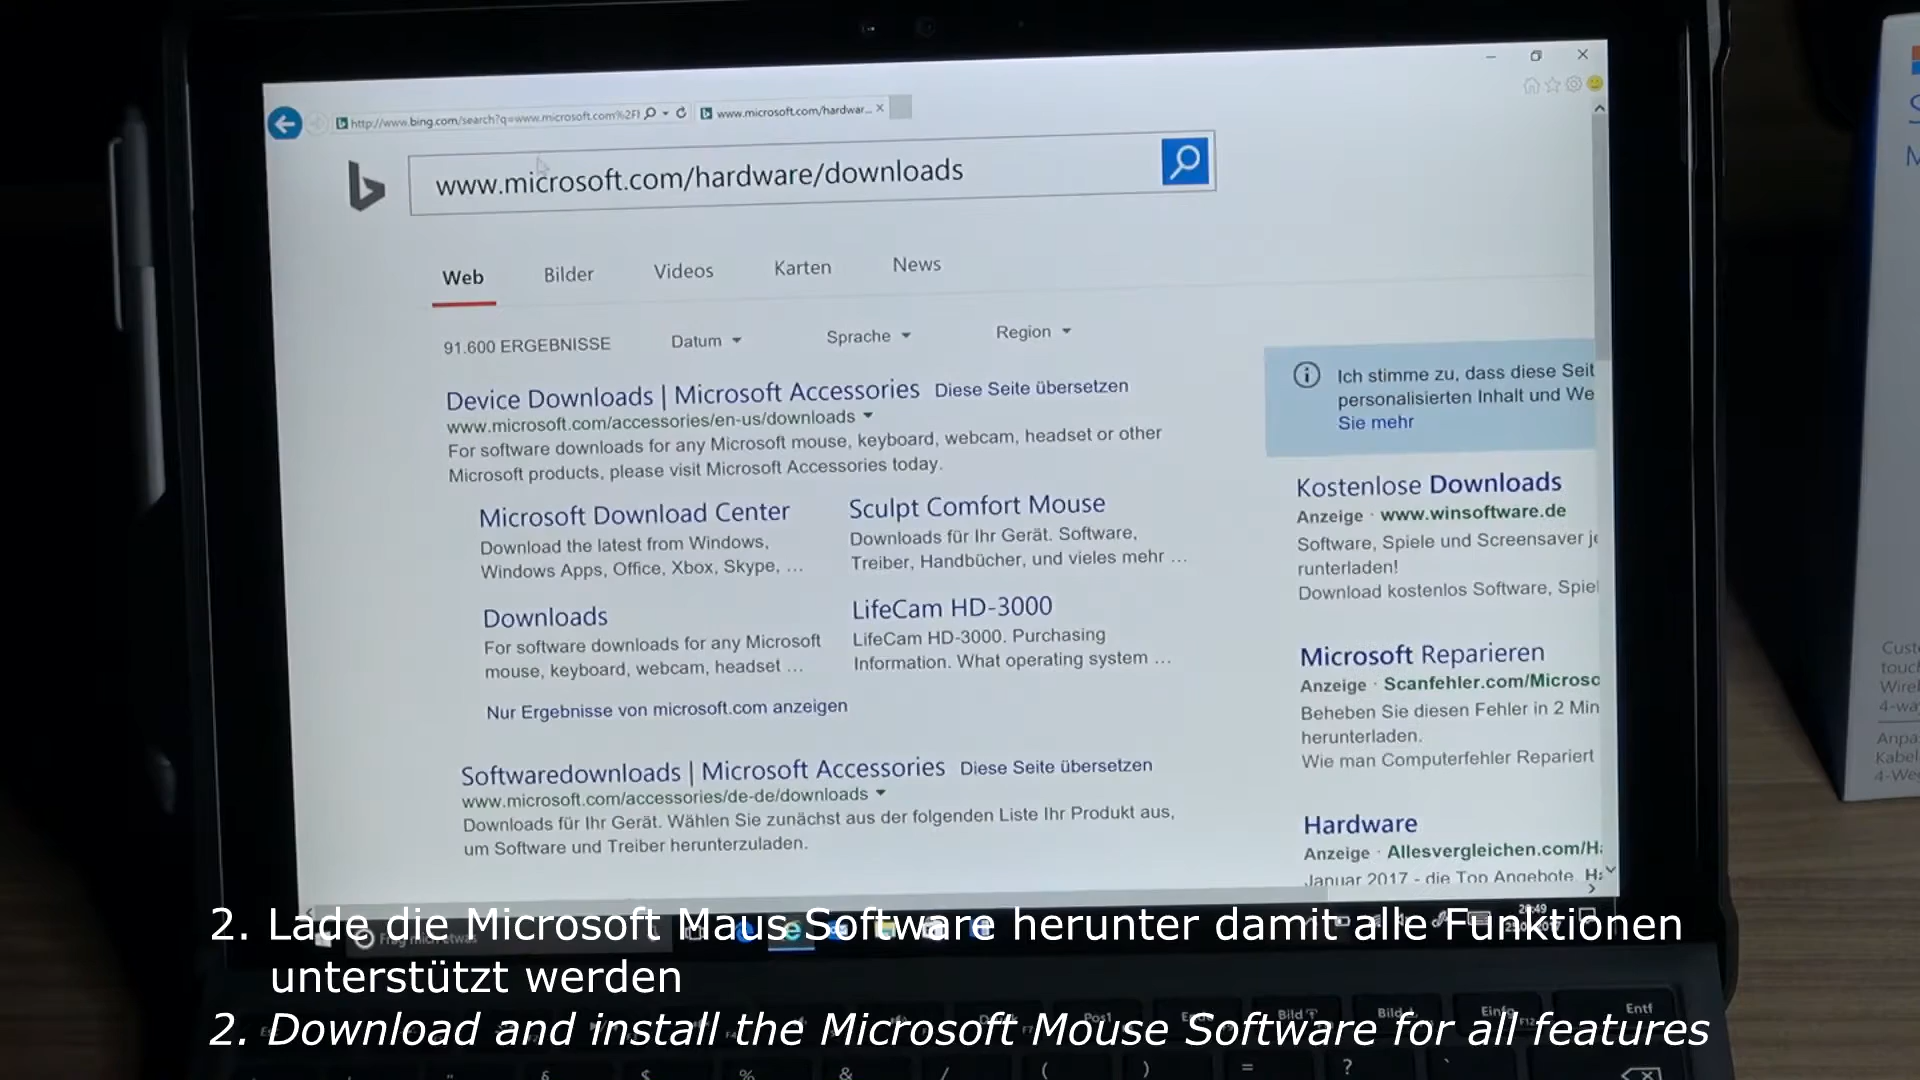 http://www.bing.com/search?q=www.microsoft.com%2F
www.microsoft.com/hardwar...
www.microsoft.com/hardware/downloads
Web Bilder Videos Karten News
91.600 ERGEBNISSE Datum Sprache Region
Device Downloads | Microsoft Accessories Diese Seite übersetzen
www.microsoft.com/accessories/en-us/downloads
For software downloads for any Microsoft mouse, keyboard, webcam, headset or other
Microsoft products, please visit Microsoft Accessories today.
Microsoft Download Center
Download the latest from Windows,
Windows Apps, Office, Xbox, Skype, ...
Sculpt Comfort Mouse
Downloads für Ihr Gerät. Software,
Treiber, Handbücher, und vieles mehr ...
Downloads
For software downloads for any Microsoft
mouse, keyboard, webcam, headset ...
LifeCam HD-3000
LifeCam HD-3000. Purchasing
Information. What operating system ...
Nur Ergebnisse von microsoft.com anzeigen
Softwaredownloads | Microsoft Accessories Diese Seite übersetzen
www.microsoft.com/accessories/de-de/downloads
Downloads für Ihr Gerät. Wählen Sie zunächst aus der folgenden Liste Ihr Produkt aus,
um Software und Treiber herunterzuladen.
Ich stimme zu, dass diese Seit
personalisierten Inhalt und We
Sie mehr
Kostenlose Downloads
Anzeige · www.winsoftware.de
Software, Spiele und Screensaver je
runterladen!
Download kostenlos Software, Spiel
Microsoft Reparieren
Anzeige · Scanfehler.com/Microso
Beheben Sie diesen Fehler in 2 Min
herunterladen.
Wie man Computerfehler Repariert
Hardware
Anzeige · Allesvergleichen.com/Ha
Januar 2017 - die Top Angebote. Ha
2. Lade die Microsoft Maus Software herunter damit alle Funktionen
unterstützt werden
2. Download and install the Microsoft Mouse Software for all features
Entf